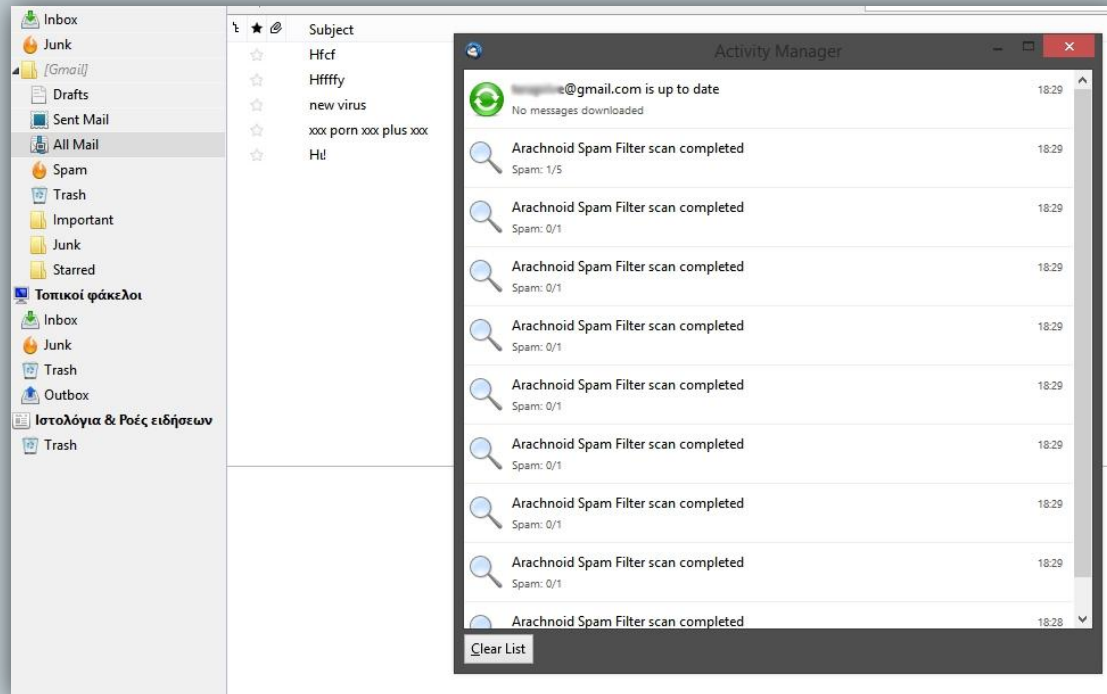 Inbox
Junk
[Gmail]
Drafts
Sent Mail
All Mail
Spam
Trash
Important
Junk
Starred
Τοπικοί φάκελοι
Inbox
Junk
Trash
Outbox
Ιστολόγια & Ροές ειδήσεων
Trash
Subject
Hfcf
Hffffy
new virus
xxx porn xxx plus xxx
Activity Manager
@gmail.com is up to date 18:29
No messages downloaded
Arachnoid Spam Filter scan completed 18:29
Spam: 1/5
Arachnoid Spam Filter scan completed 18:29
Spam: 0/1
Arachnoid Spam Filter scan completed 18:29
Spam: 0/1
Arachnoid Spam Filter scan completed 18:29
Spam: 0/1
Arachnoid Spam Filter scan completed 18:29
Spam: 0/1
Arachnoid Spam Filter scan completed 18:29
Spam: 0/1
Arachnoid Spam Filter scan completed 18:29
Spam: 0/1
Arachnoid Spam Filter scan completed 18:29
Spam: 0/1
Arachnoid Spam Filter scan completed 18:28
Clear List